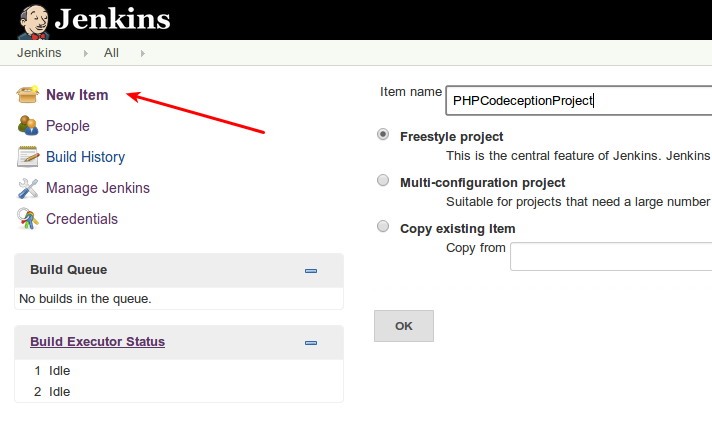 Jenkins
Jenkins All
New Item
People
Build History
Manage Jenkins
Credentials
Build Queue
No builds in the queue.
Build Executor Status
1 Idle
2 Idle
Item name PHPCodeceptionProject
Freestyle project
This is the central feature of Jenkins. Jenkins
Multi-configuration project
Suitable for projects that need a large number
Copy existing Item
Copy from
OK